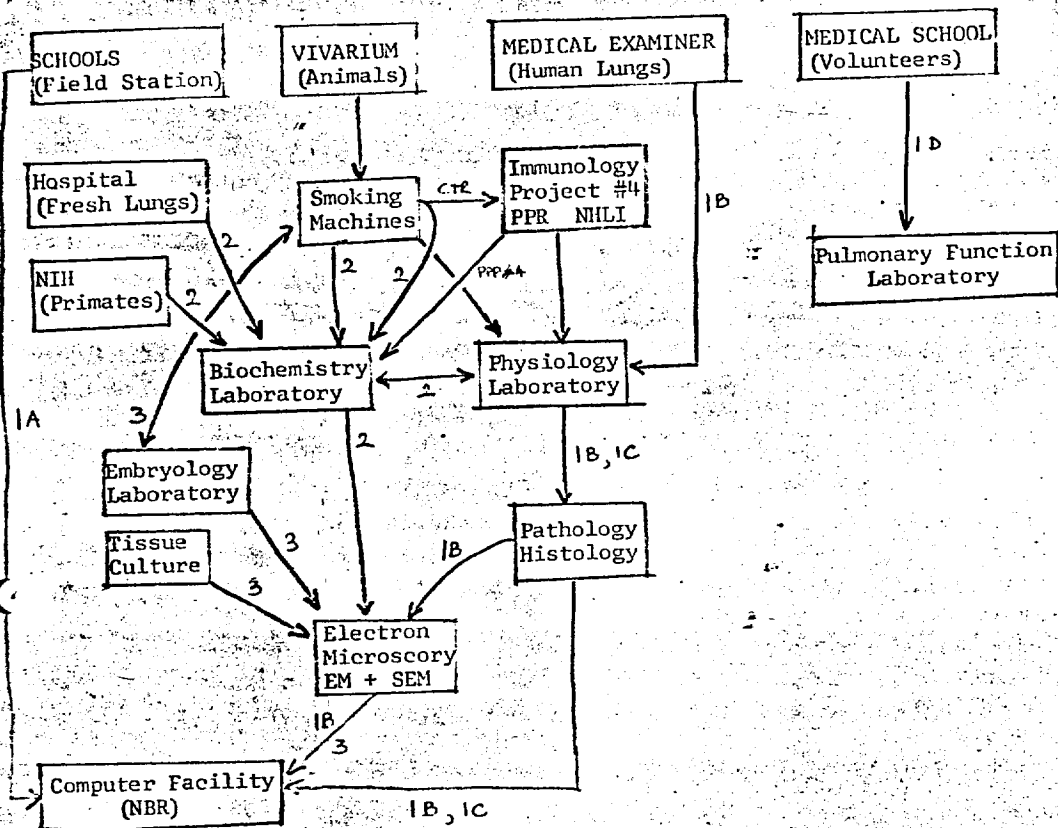 SCHOOLS
(Field Station)
VIVARIUM
(Animals)
MEDICAL EXAMINER
(Human Lungs)
MEDICAL SCHOOL
(Volunteers)
1D
1B
Hospital
(Fresh Lungs)
Smoking
Machines
CTR
Immunology
Project #4
PPR NHLI
Pulmonary Function
Laboratory
2
2
2
PPP#4
NIH
(Primates)
2
Biochemistry
Laboratory
2
Physiology
Laboratory
1A
3
2
1B, 1C
Embryology
Laboratory
Pathology
Histology
3
1B
Tissue
Culture
3
Electron
Microscory
EM + SEM
1B
3
Computer Facility
(NBR)
1B, 1C